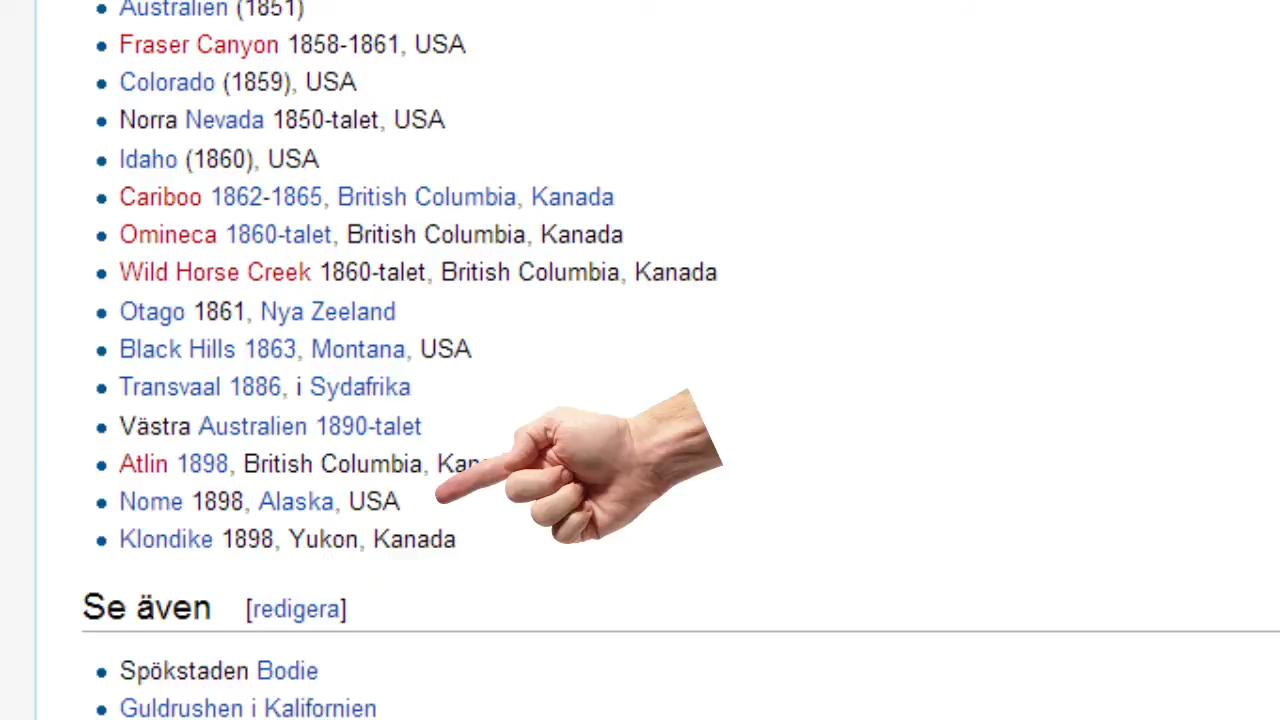 Australien (1851)
Fraser Canyon 1858-1861, USA
Colorado (1859), USA
Norra Nevada 1850-talet, USA
Idaho (1860), USA
Cariboo 1862-1865, British Columbia, Kanada
Omineca 1860-talet, British Columbia, Kanada
Wild Horse Creek 1860-talet, British Columbia, Kanada
Otago 1861, Nya Zeeland
Black Hills 1863, Montana, USA
Transvaal 1886, i Sydafrika
Västra Australien 1890-talet
Atlin 1898, British Columbia,
Nome 1898, Alaska, USA
Klondike 1898, Yukon, Kanada
Se även [redigera]
Spökstaden Bodie
Guldrushen i Kalifornien